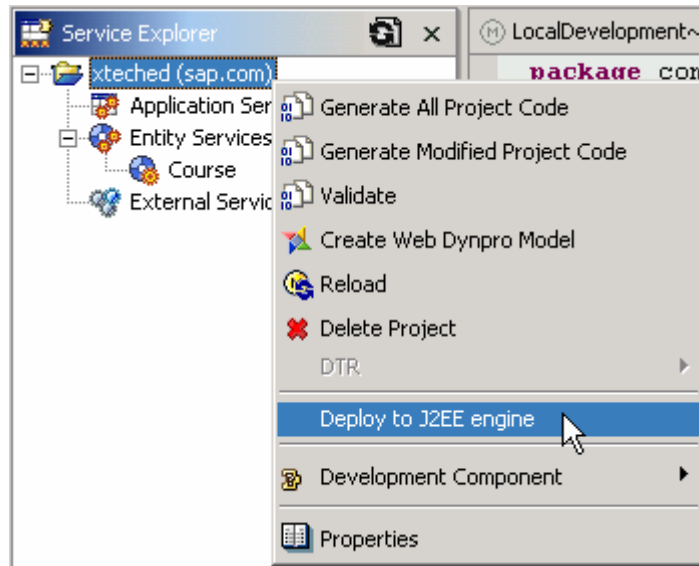 Service Explorer
LocalDevelopment~
xteched (sap.com)
package com
Application Ser
Entity Services
Course
External Servic
Generate All Project Code
Generate Modified Project Code
Validate
Create Web Dynpro Model
Reload
Delete Project
DTR
Deploy to J2EE engine
Development Component
Properties